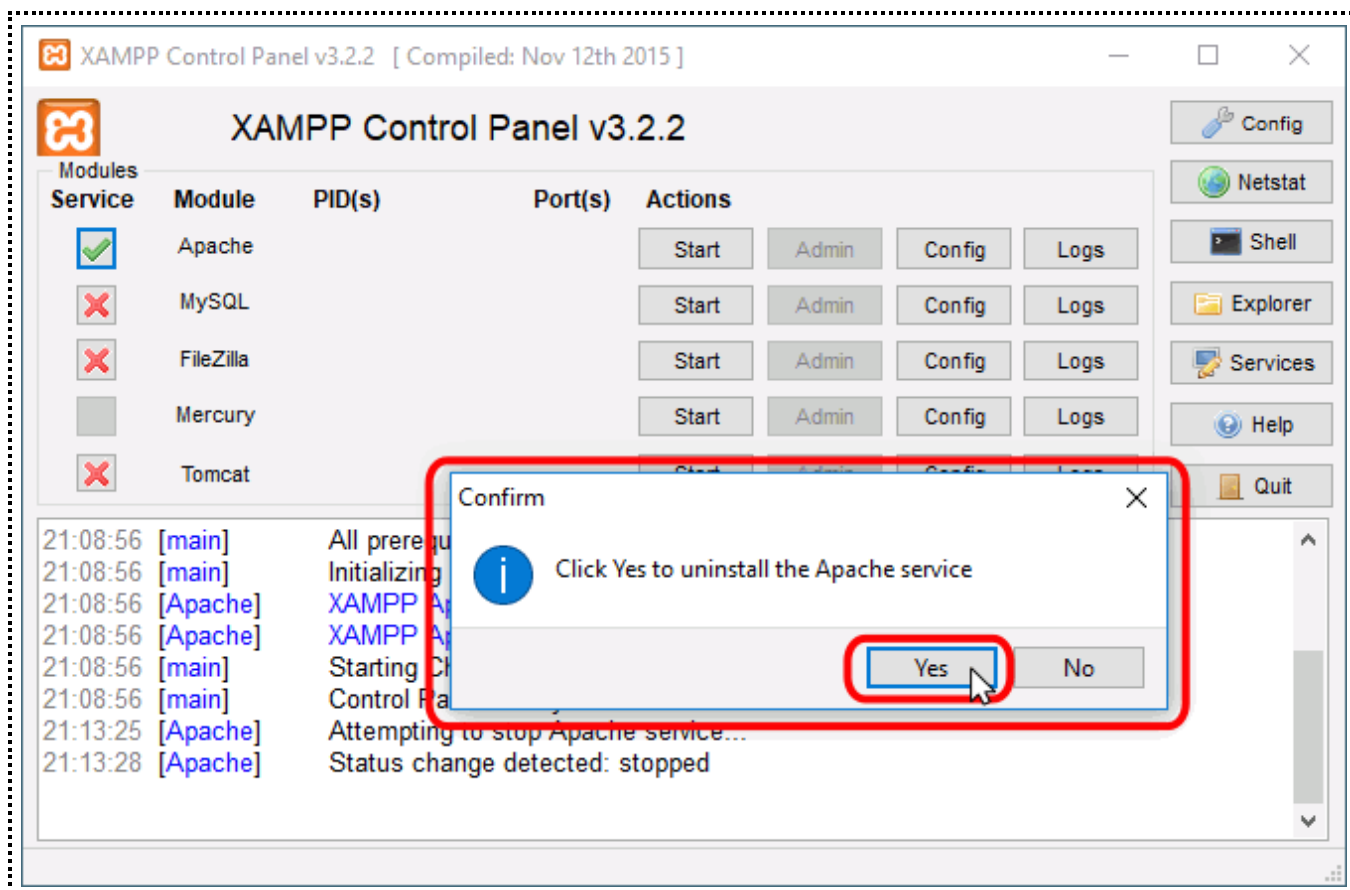 XAMPP Control Panel v3.2.2 [ Compiled: Nov 12th 2015 ]
XAMPP Control Panel v3.2.2
Config
Modules
Netstat
Service Module PID(s) Port(s) Actions
Apache Start Admin Config Logs
Shell
MySQL Start Admin Config Logs
Explorer
FileZilla Start Admin Config Logs
Services
Mercury Start Admin Config Logs
Help
Tomcat Start Admin Config Logs
Quit
Confirm
Click Yes to uninstall the Apache service
Yes No
21:08:56 [main] All
21:08:56 [main] Initializing
21:08:56 [Apache] XAMPP
21:08:56 [Apache] XAMPP
21:08:56 [main] Starting
21:08:56 [main] Control
21:13:25 [Apache] Attempting to stop Apache service...
21:13:28 [Apache] Status change detected: stopped